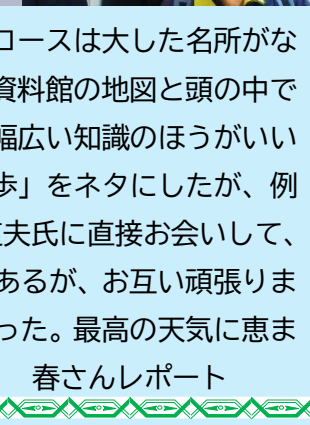 コースは大した名所がな
資料館の地図と頭の中で
幅広い知識のほうがいい
歩」をネタにしたが、例
夫氏に直接お会いして、
あるが、お互い頑張りま
った。最高の天気に恵ま
春さんレポート